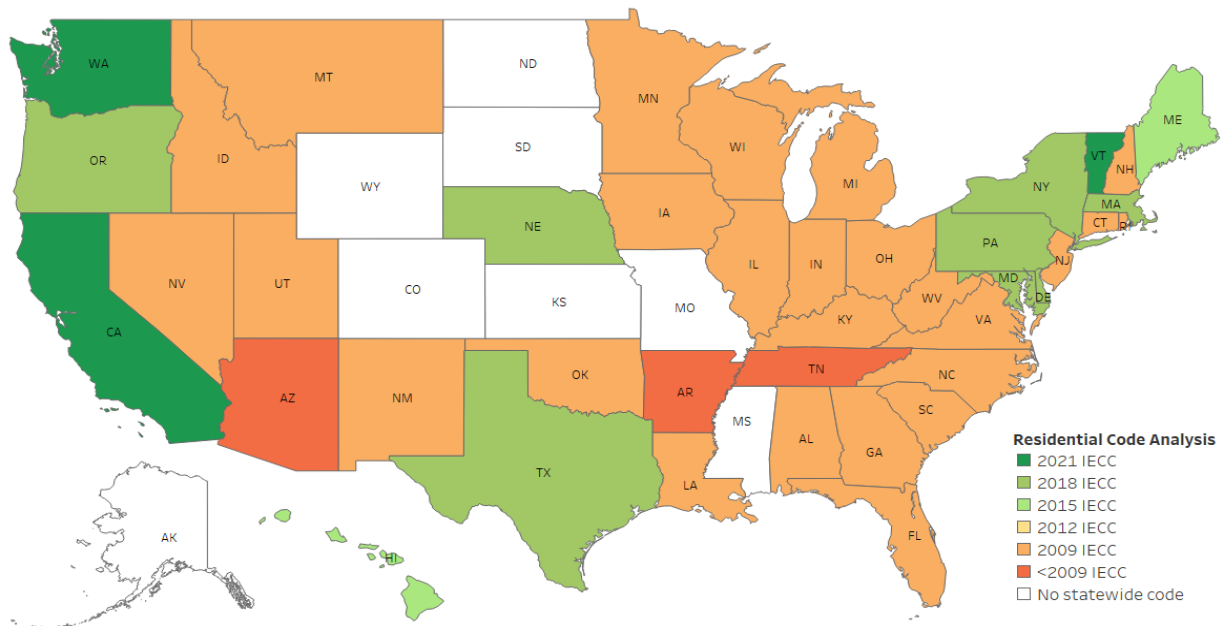 WA
MT
ND
MN
ME
OR
ID
SD
WI
VT
NH
WY
MI
NY
MA
IA
NE
CT
RI
PA
NV
UT
CO
IL
IN
OH
NJ
MD
DE
KS
MO
WV
VA
CA
KY
OK
TN
NC
AZ
NM
AR
SC
MS
AL
GA
TX
LA
FL
AK
HI
Residential Code Analysis
2021 IECC
2018 IECC
2015 IECC
2012 IECC
2009 IECC
<2009 IECC
No statewide code